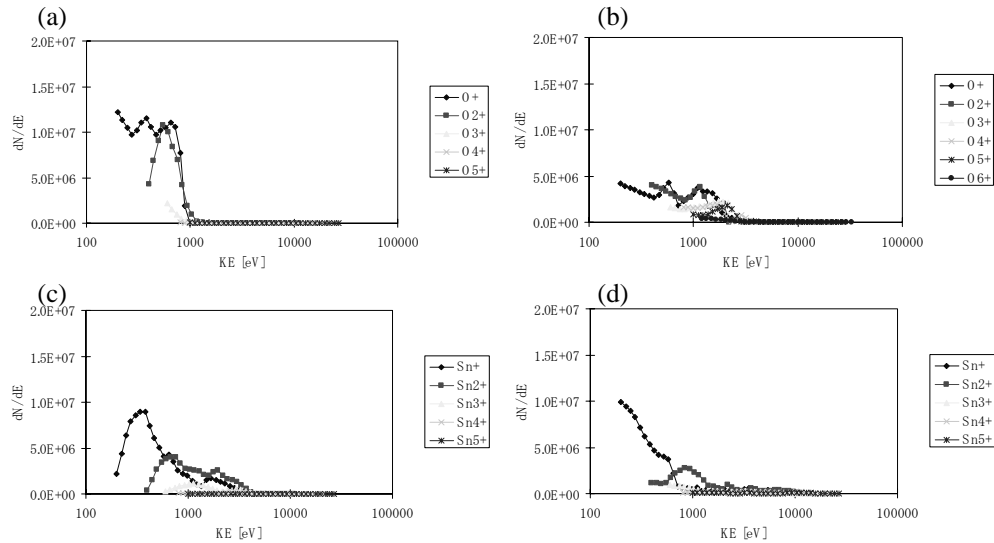 (a)
2.0E+07
1.5E+07
1.0E+07
5.0E+06
0.0E+00
dN/dE
100
1000
10000
100000
KE [eV]
O+
O2+
O3+
O4+
O5+
(b)
2.0E+07
1.5E+07
1.0E+07
5.0E+06
0.0E+00
dN/dE
100
1000
10000
100000
KE [eV]
O+
O2+
O3+
O4+
O5+
O6+
(c)
2.0E+07
1.5E+07
1.0E+07
5.0E+06
0.0E+00
dN/dE
100
1000
10000
100000
KE [eV]
Sn+
Sn2+
Sn3+
Sn4+
Sn5+
(d)
2.0E+07
1.5E+07
1.0E+07
5.0E+06
0.0E+00
dN/dE
100
1000
10000
100000
KE [eV]
Sn+
Sn2+
Sn3+
Sn4+
Sn5+